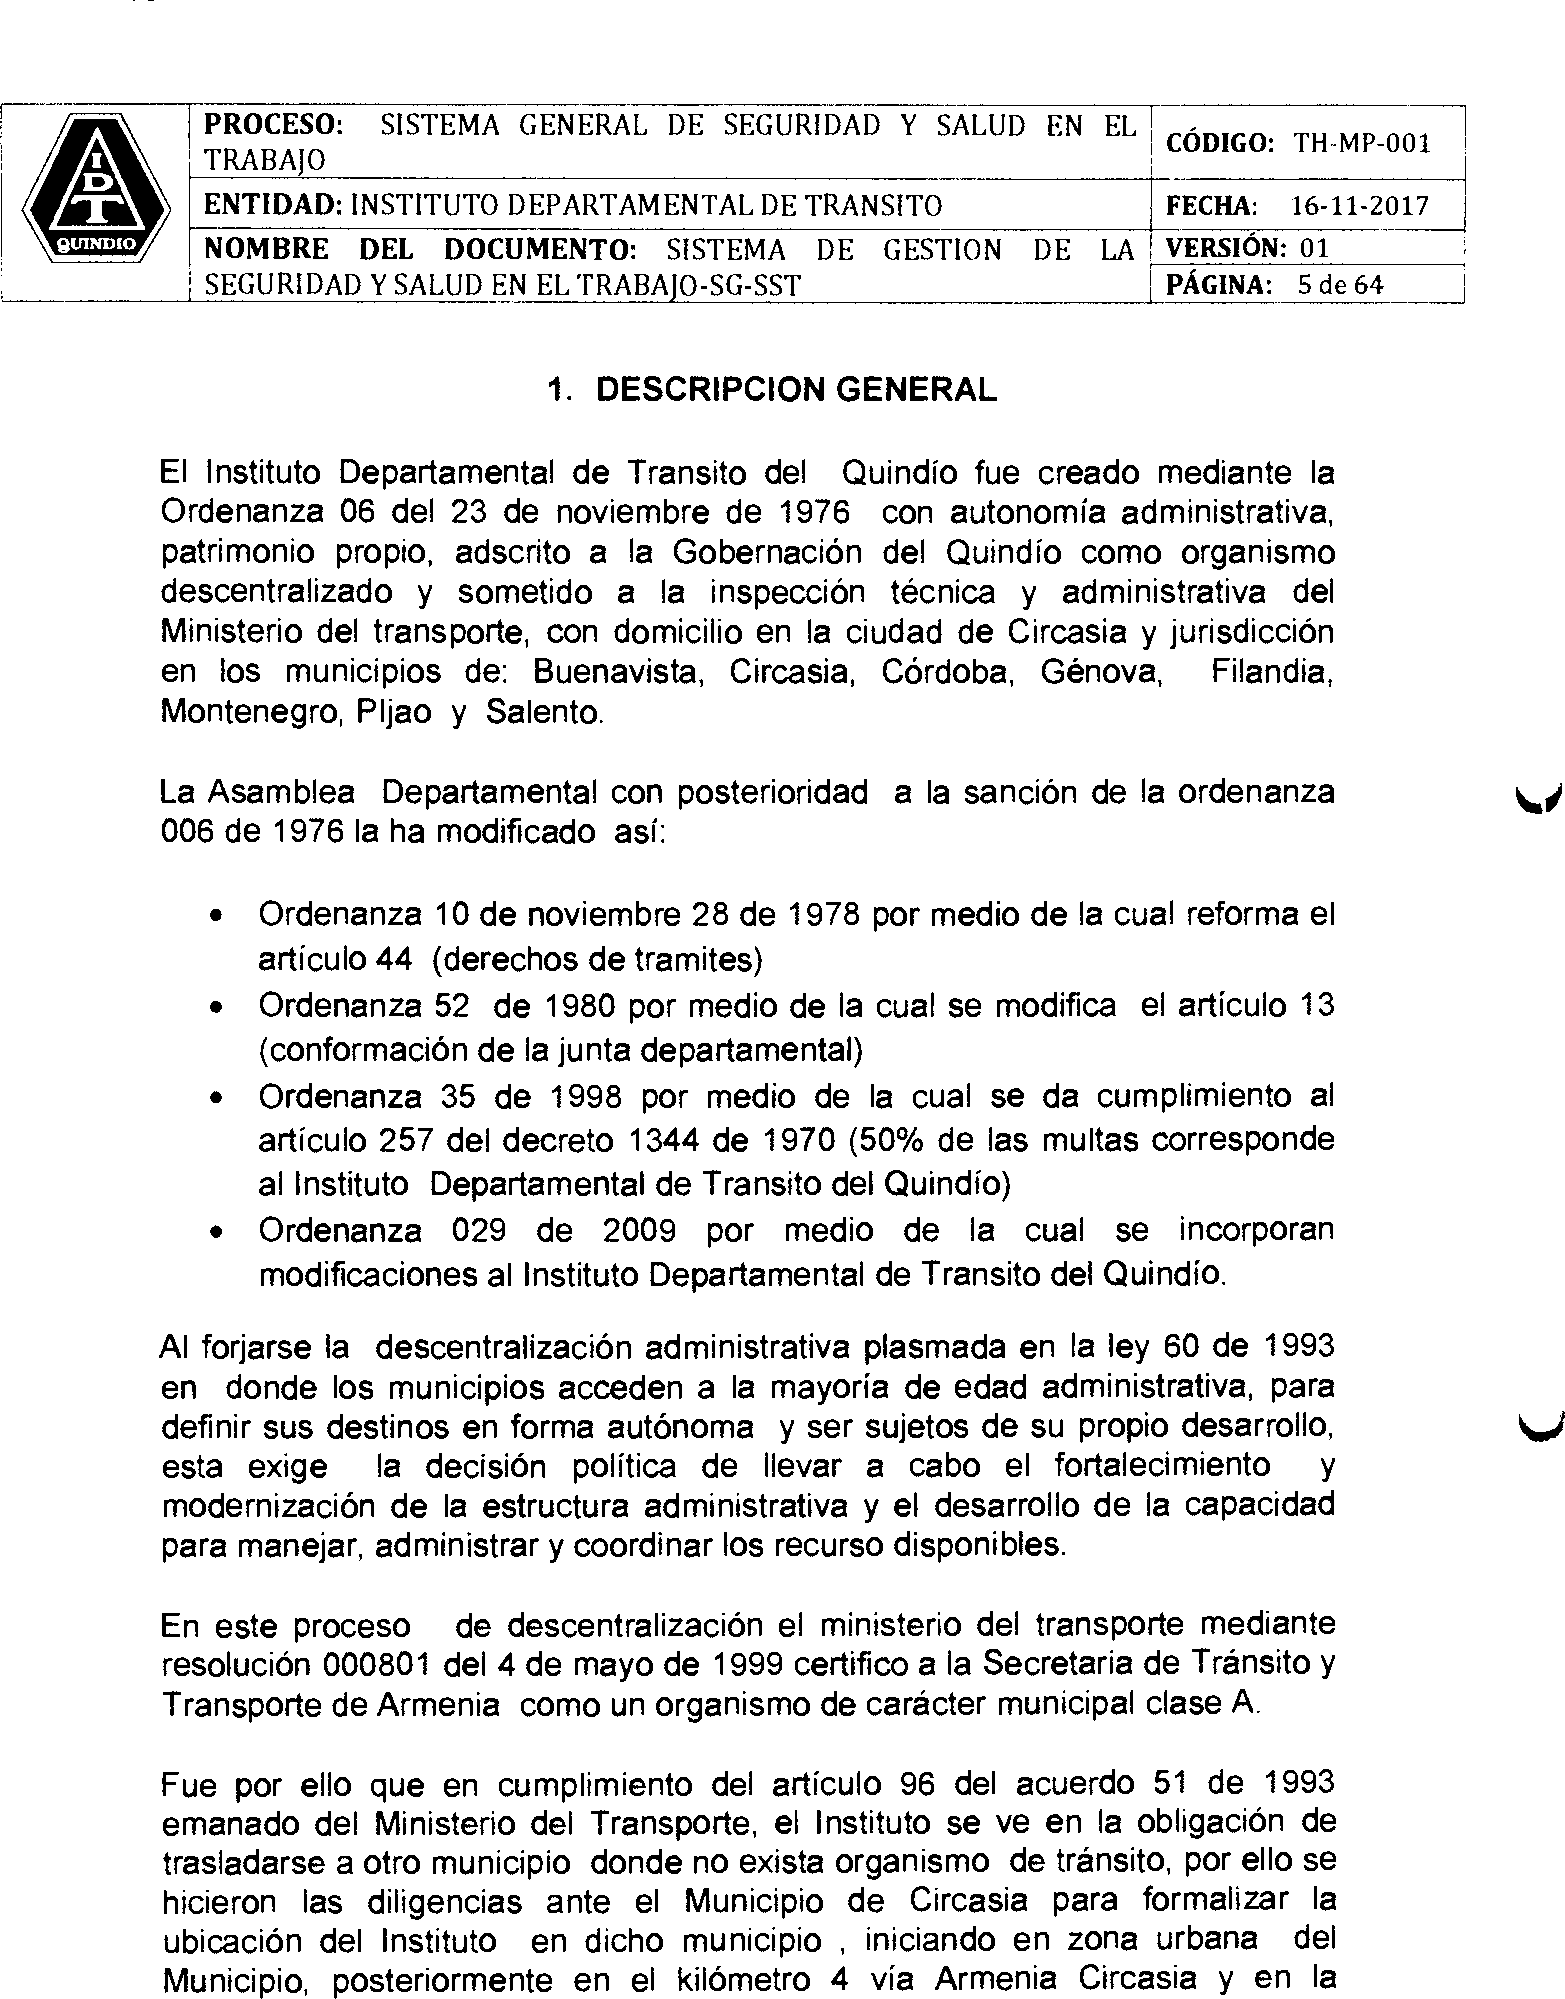 I
D
T
QUINDIO
PROCESO: SISTEMA GENERAL DE SEGURIDAD Y SALUD EN EL
TRABAJO
CÓDIGO: TH-MP-001
ENTIDAD: INSTITUTO DEPARTAMENTAL DE TRANSITO
FECHA: 16-11-2017
NOMBRE DEL DOCUMENTO: SISTEMA DE GESTION DE LA
SEGURIDAD Y SALUD EN EL TRABAJO-SG-SST
VERSIÓN: 01
PÁGINA: 5 de 64
1. DESCRIPCION GENERAL
El Instituto Departamental de Transito del Quindío fue creado mediante la
Ordenanza 06 del 23 de noviembre de 1976 con autonomía administrativa,
patrimonio propio, adscrito a la Gobernación del Quindío como organismo
descentralizado y sometido a la inspección técnica y administrativa del
Ministerio del transporte, con domicilio en la ciudad de Circasia y jurisdicción
en los municipios de: Buenavista, Circasia, Córdoba, Génova, Filandia,
Montenegro, PIjao y Salento.
La Asamblea Departamental con posterioridad a la sanción de la ordenanza
006 de 1976 la ha modificado así:
• Ordenanza 10 de noviembre 28 de 1978 por medio de la cual reforma el
artículo 44 (derechos de tramites)
• Ordenanza 52 de 1980 por medio de la cual se modifica el artículo 13
(conformación de la junta departamental)
• Ordenanza 35 de 1998 por medio de la cual se da cumplimiento al
artículo 257 del decreto 1344 de 1970 (50% de las multas corresponde
al Instituto Departamental de Transito del Quindío)
• Ordenanza 029 de 2009 por medio de la cual se incorporan
modificaciones al Instituto Departamental de Transito del Quindío.
Al forjarse la descentralización administrativa plasmada en la ley 60 de 1993
en donde los municipios acceden a la mayoría de edad administrativa, para
definir sus destinos en forma autónoma y ser sujetos de su propio desarrollo,
esta exige la decisión política de llevar a cabo el fortalecimiento y
modernización de la estructura administrativa y el desarrollo de la capacidad
para manejar, administrar y coordinar los recurso disponibles.
En este proceso de descentralización el ministerio del transporte mediante
resolución 000801 del 4 de mayo de 1999 certifico a la Secretaria de Tránsito y
Transporte de Armenia como un organismo de carácter municipal clase A.
Fue por ello que en cumplimiento del artículo 96 del acuerdo 51 de 1993
emanado del Ministerio del Transporte, el Instituto se ve en la obligación de
trasladarse a otro municipio donde no exista organismo de tránsito, por ello se
hicieron las diligencias ante el Municipio de Circasia para formalizar la
ubicación del Instituto en dicho municipio , iniciando en zona urbana del
Municipio, posteriormente en el kilómetro 4 vía Armenia Circasia y en la